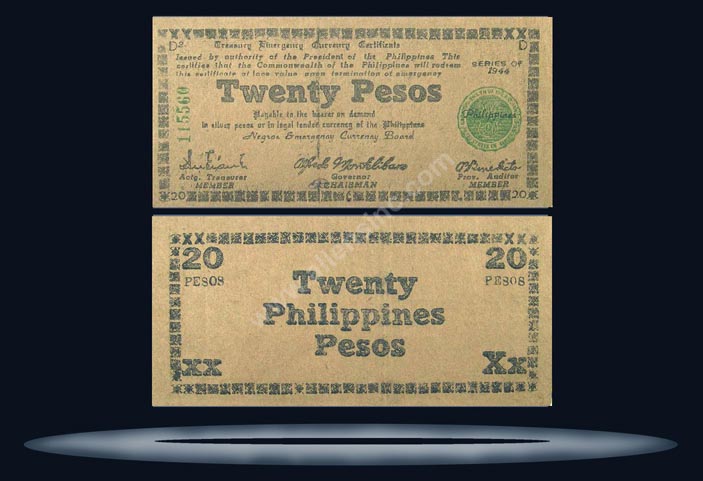 XX XX
D2 Treasury Emergency Currency Certificate D
Issued by authority of the President of the Philippines This
certifies that the Commonwealth of the Philippines will redeem
this certificate at face value upon termination of emergency
SERIES OF
1944
Twenty Pesos
115560
Philippines
Payable to the bearer on demand
in silver pesos or in legal tender currency of the Philippines
Negros Emergency Currency Board
Actg. Treasurer Governor Prov. Auditor
MEMBER CHAIRMAN MEMBER
20 20
XX XX
20 20
PESOS PESOS
Twenty
Philippines
Pesos
XX Xx